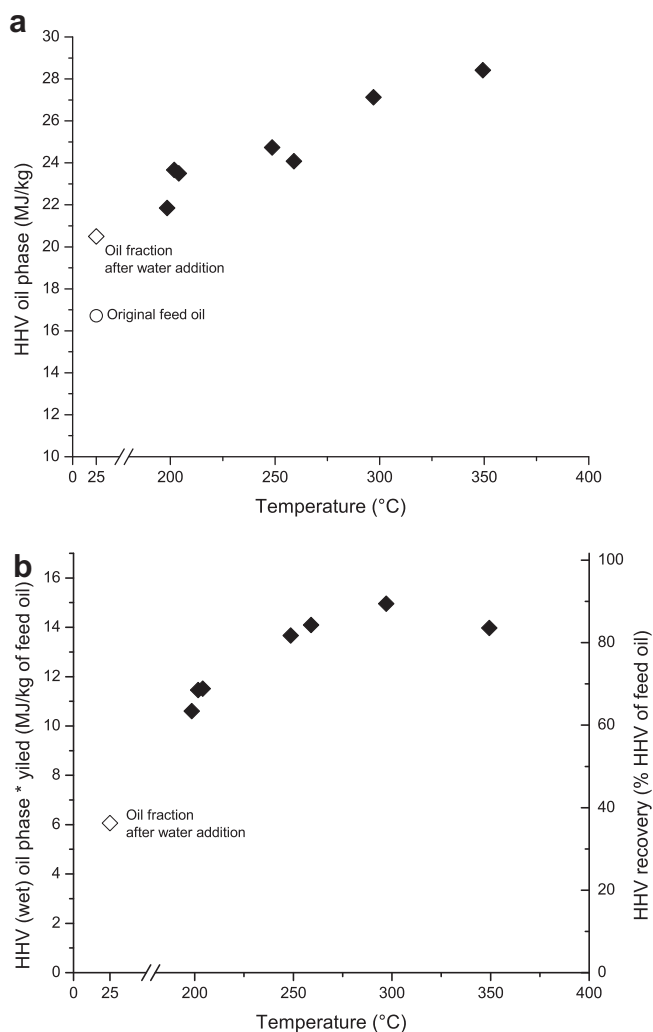 a
30
28
26
24
22
20
18
16
14
12
10
HHV oil phase (MJ/kg)
Oil fraction
after water addition
Original feed oil
0 25 200 250 300 350 400
Temperature (°C)
b
16
14
12
10
8
6
4
2
0
HHV (wet) oil phase * yiled (MJ/kg of feed oil)
Oil fraction
after water addition
100
80
60
40
20
0
HHV recovery (% HHV of feed oil)
0 25 200 250 300 350 400
Temperature (°C)